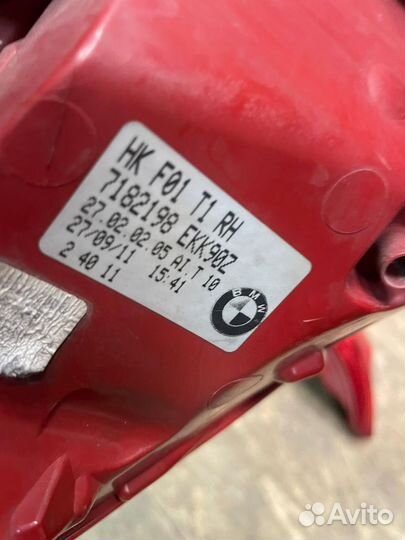 HK F01 T1 RH
7182198 EKK90Z
27.02.02.05 AI.T 10
27/09/11 15:41
2 40 11
BMW
Avito